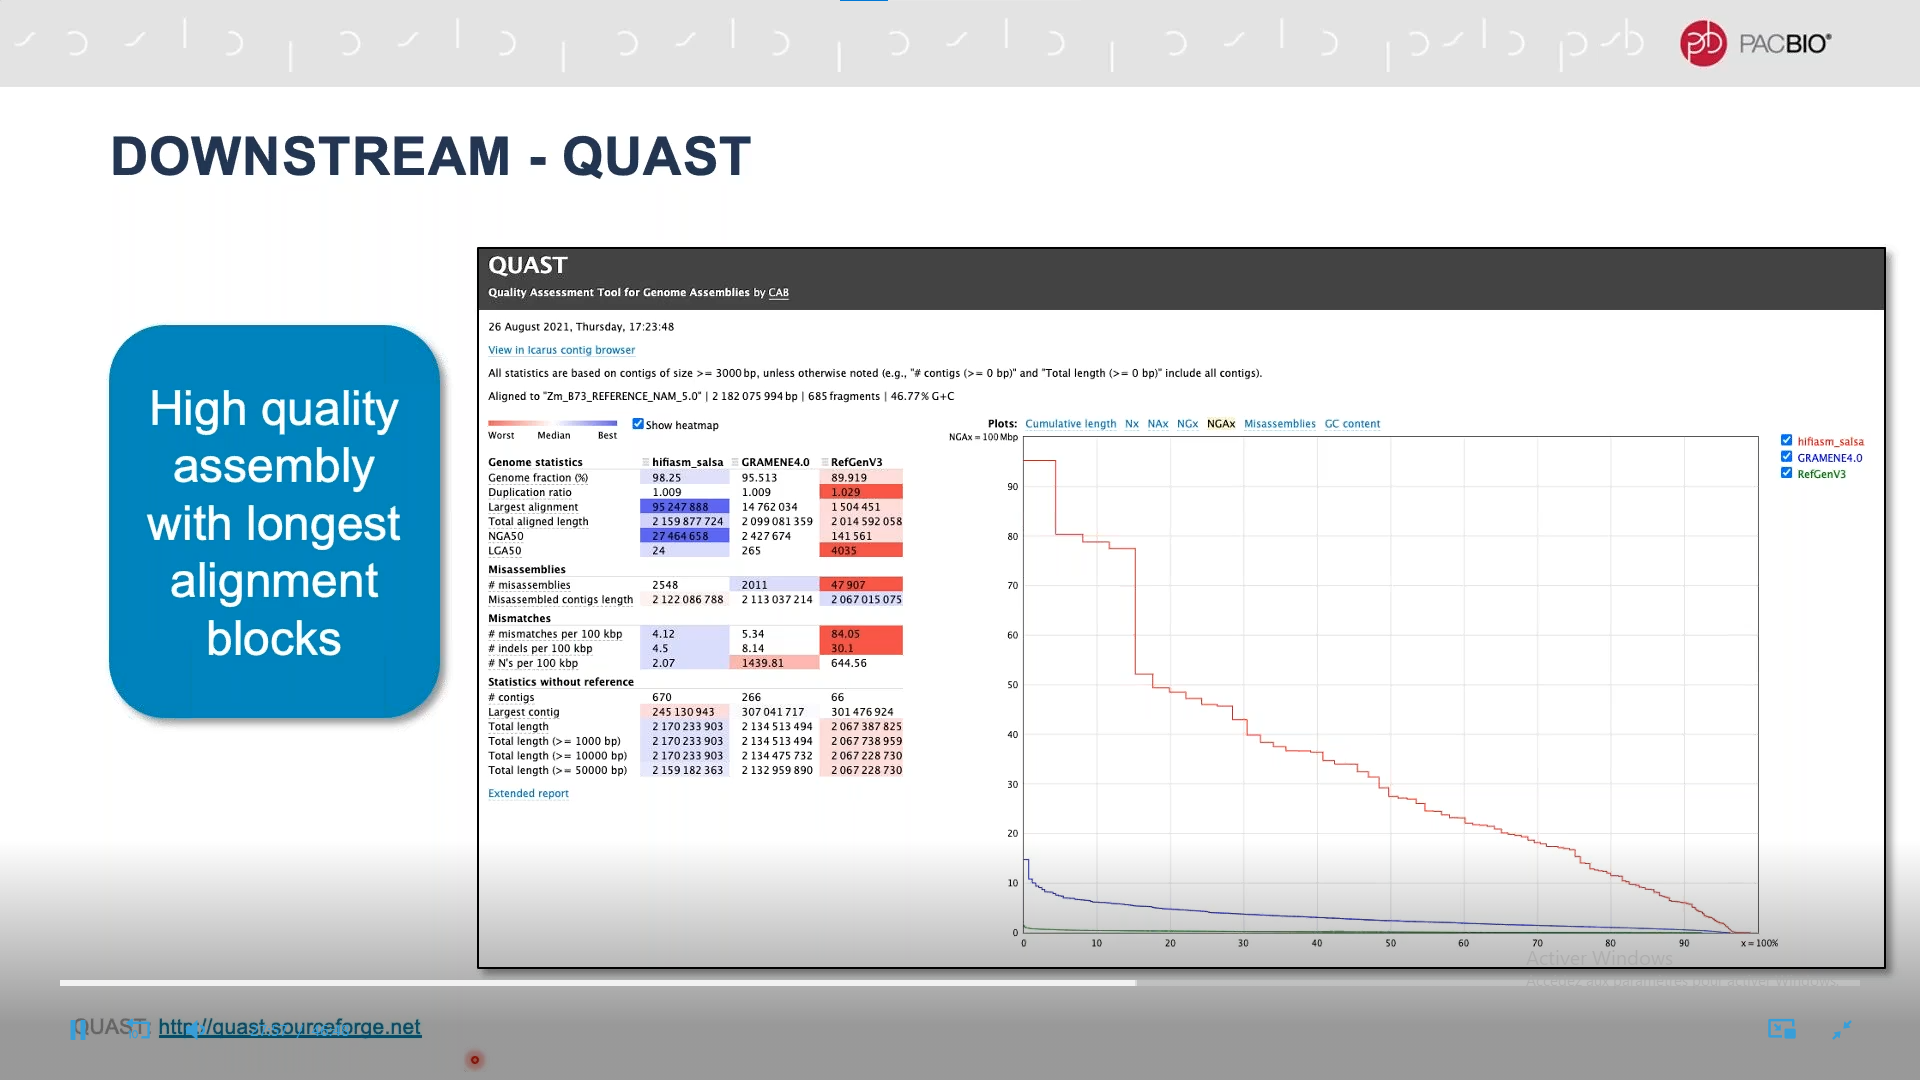 PACBIO®
DOWNSTREAM - QUAST
High quality
assembly
with longest
alignment
blocks
QUAST
Quality Assessment Tool for Genome Assemblies by CAB
26 August 2021, Thursday, 17:23:48
View in Icarus contig browser
All statistics are based on contigs of size >= 3000 bp, unless otherwise noted (e.g., "# contigs (>= 0 bp)" and "Total length (>= 0 bp)" include all contigs).
Aligned to "Zm_B73_REFERENCE_NAM_5.0" | 2 182 075 994 bp | 685 fragments | 46.77 % G+C
Worst Median Best Show heatmap
Genome statistics hifiasm_salsa GRAMENE4.0 RefGenV3
Genome fraction (%) 98.25 95.513 89.919
Duplication ratio 1.009 1.009 1.029
Largest alignment 95 247 888 14 762 034 1 504 451
Total aligned length 2 159 877 724 2 099 081 359 2 014 592 058
NGA50 27 464 658 2 427 674 141 561
LGA50 24 265 4035
Misassemblies
# misassemblies 2548 2011 47 907
Misassembled contigs length 2 122 086 788 2 113 037 214 2 067 015 075
Mismatches
# mismatches per 100 kbp 4.12 5.34 84.05
# indels per 100 kbp 4.5 8.14 30.1
# N's per 100 kbp 2.07 1439.81 644.56
Statistics without reference
# contigs 670 266 66
Largest contig 245 130 943 307 041 717 301 476 924
Total length 2 170 233 903 2 134 513 494 2 067 387 825
Total length (>= 1000 bp) 2 170 233 903 2 134 513 494 2 067 738 959
Total length (>= 10000 bp) 2 170 233 903 2 134 475 732 2 067 228 730
Total length (>= 50000 bp) 2 159 182 363 2 132 959 890 2 067 228 730
Extended report
Plots: Cumulative length Nx NAx NGx NGAx Misassemblies GC content
NGAx = 100 Mbp
90
80
70
60
50
40
30
20
10
0
0 10 20 30 40 50 60 70 80 90 x = 100%
hifiasm_salsa
GRAMENE4.0
RefGenV3
Activer Windows
Accédez aux paramètres pour activer Windows.
QUAST http://quast.sourceforge.net